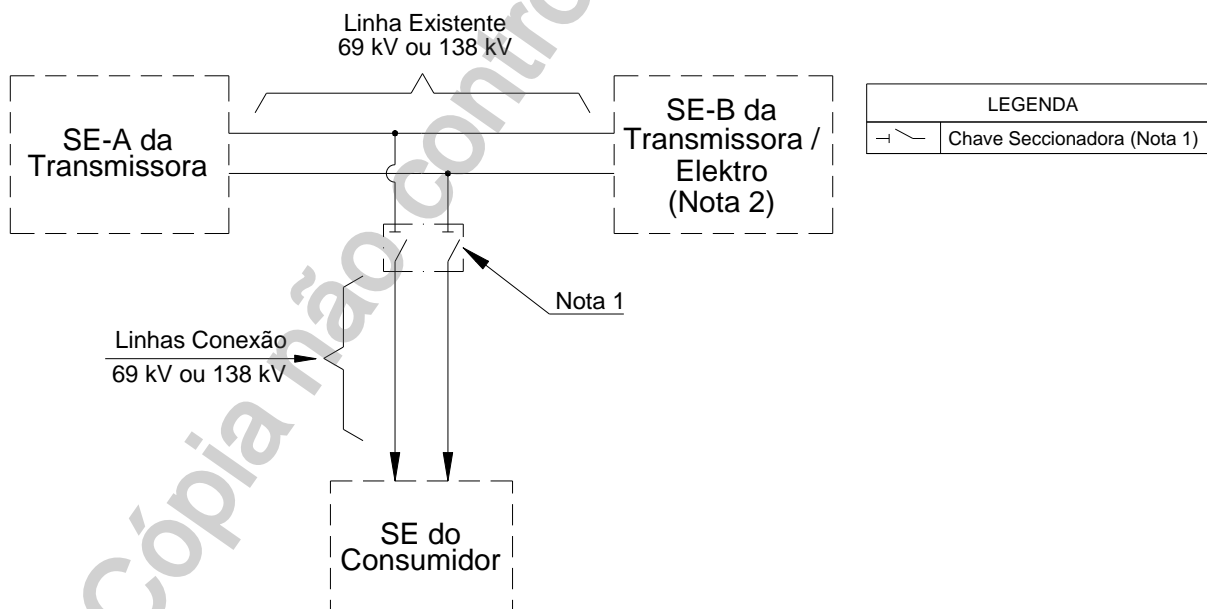 Linha Existente
69 kV ou 138 kV
SE-A da
Transmissora
SE-B da
Transmissora /
Elektro
(Nota 2)
LEGENDA
Chave Seccionadora (Nota 1)
Nota 1
Linhas Conexão
69 kV ou 138 kV
SE do
Consumidor
Cópia não contro